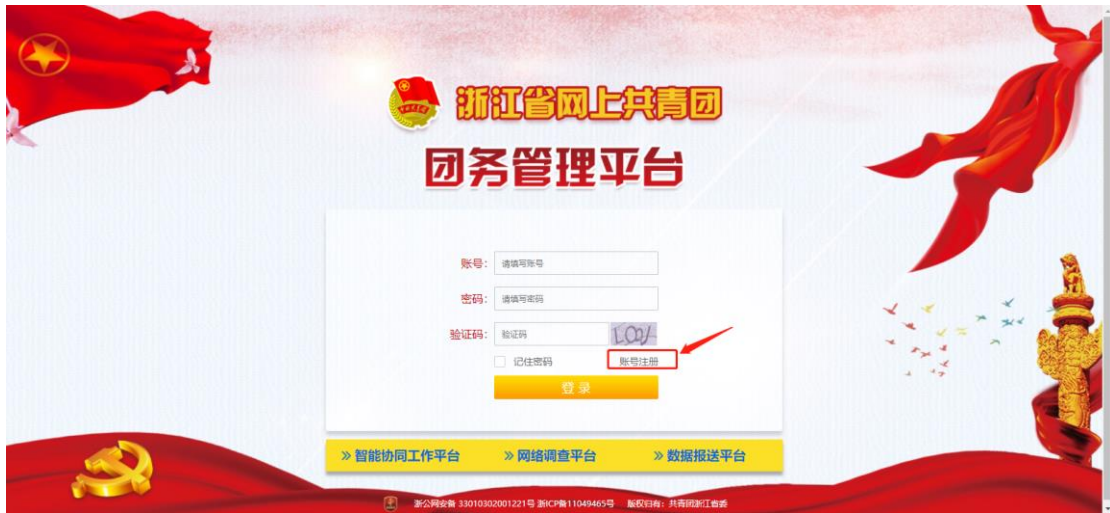 浙江省网上共青团
团务管理平台
账号: 请填写账号
密码: 请填写密码
验证码: 验证码
记住密码 账号注册
登 录
» 智能协同工作平台 » 网络调查平台 » 数据报送平台
浙公网安备 33010302001221号 浙ICP备11049465号 版权归有：共青团浙江省委